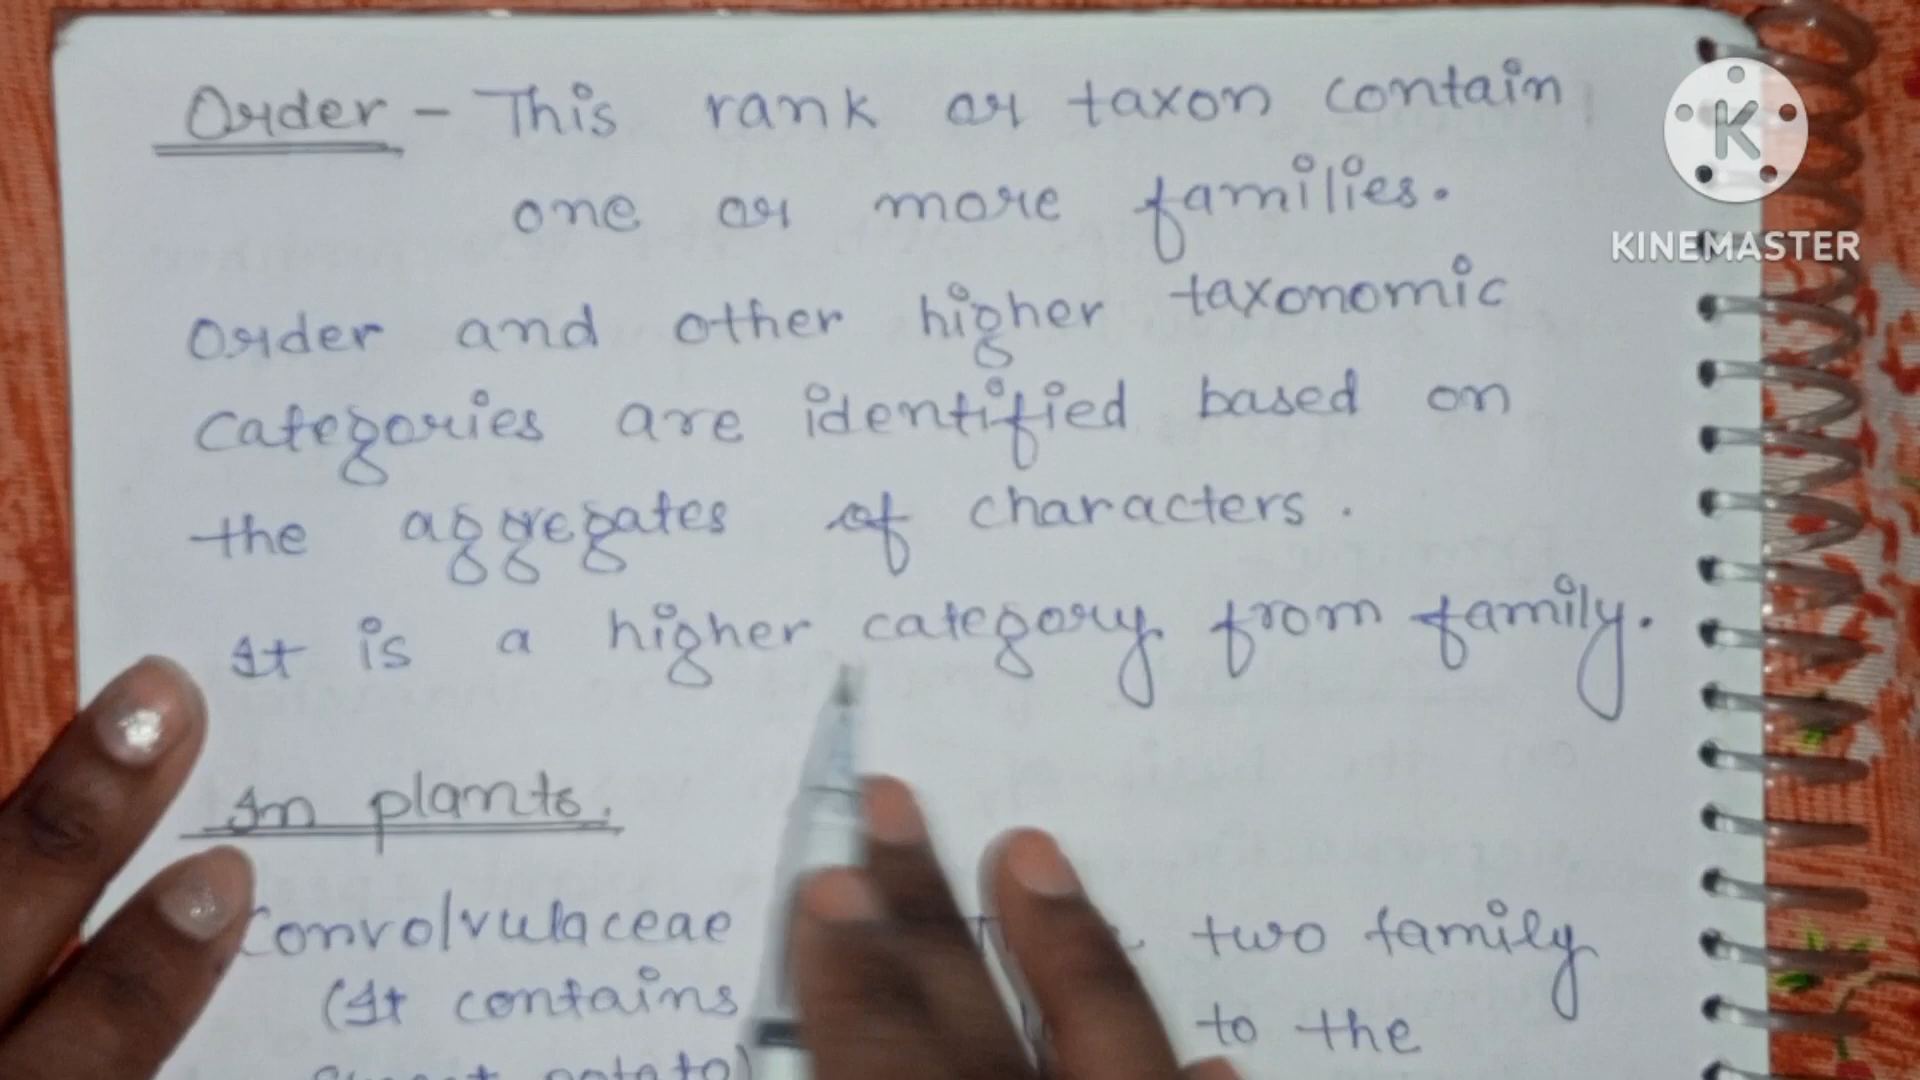 Order - This rank or taxon contain
one or more families.
Order and other higher taxonomic
categories are identified based on
the aggregates of characters.
It is a higher category from family.
In plants.
Convolvulaceae two family
(It contains to the
potato)
K
KINEMASTER